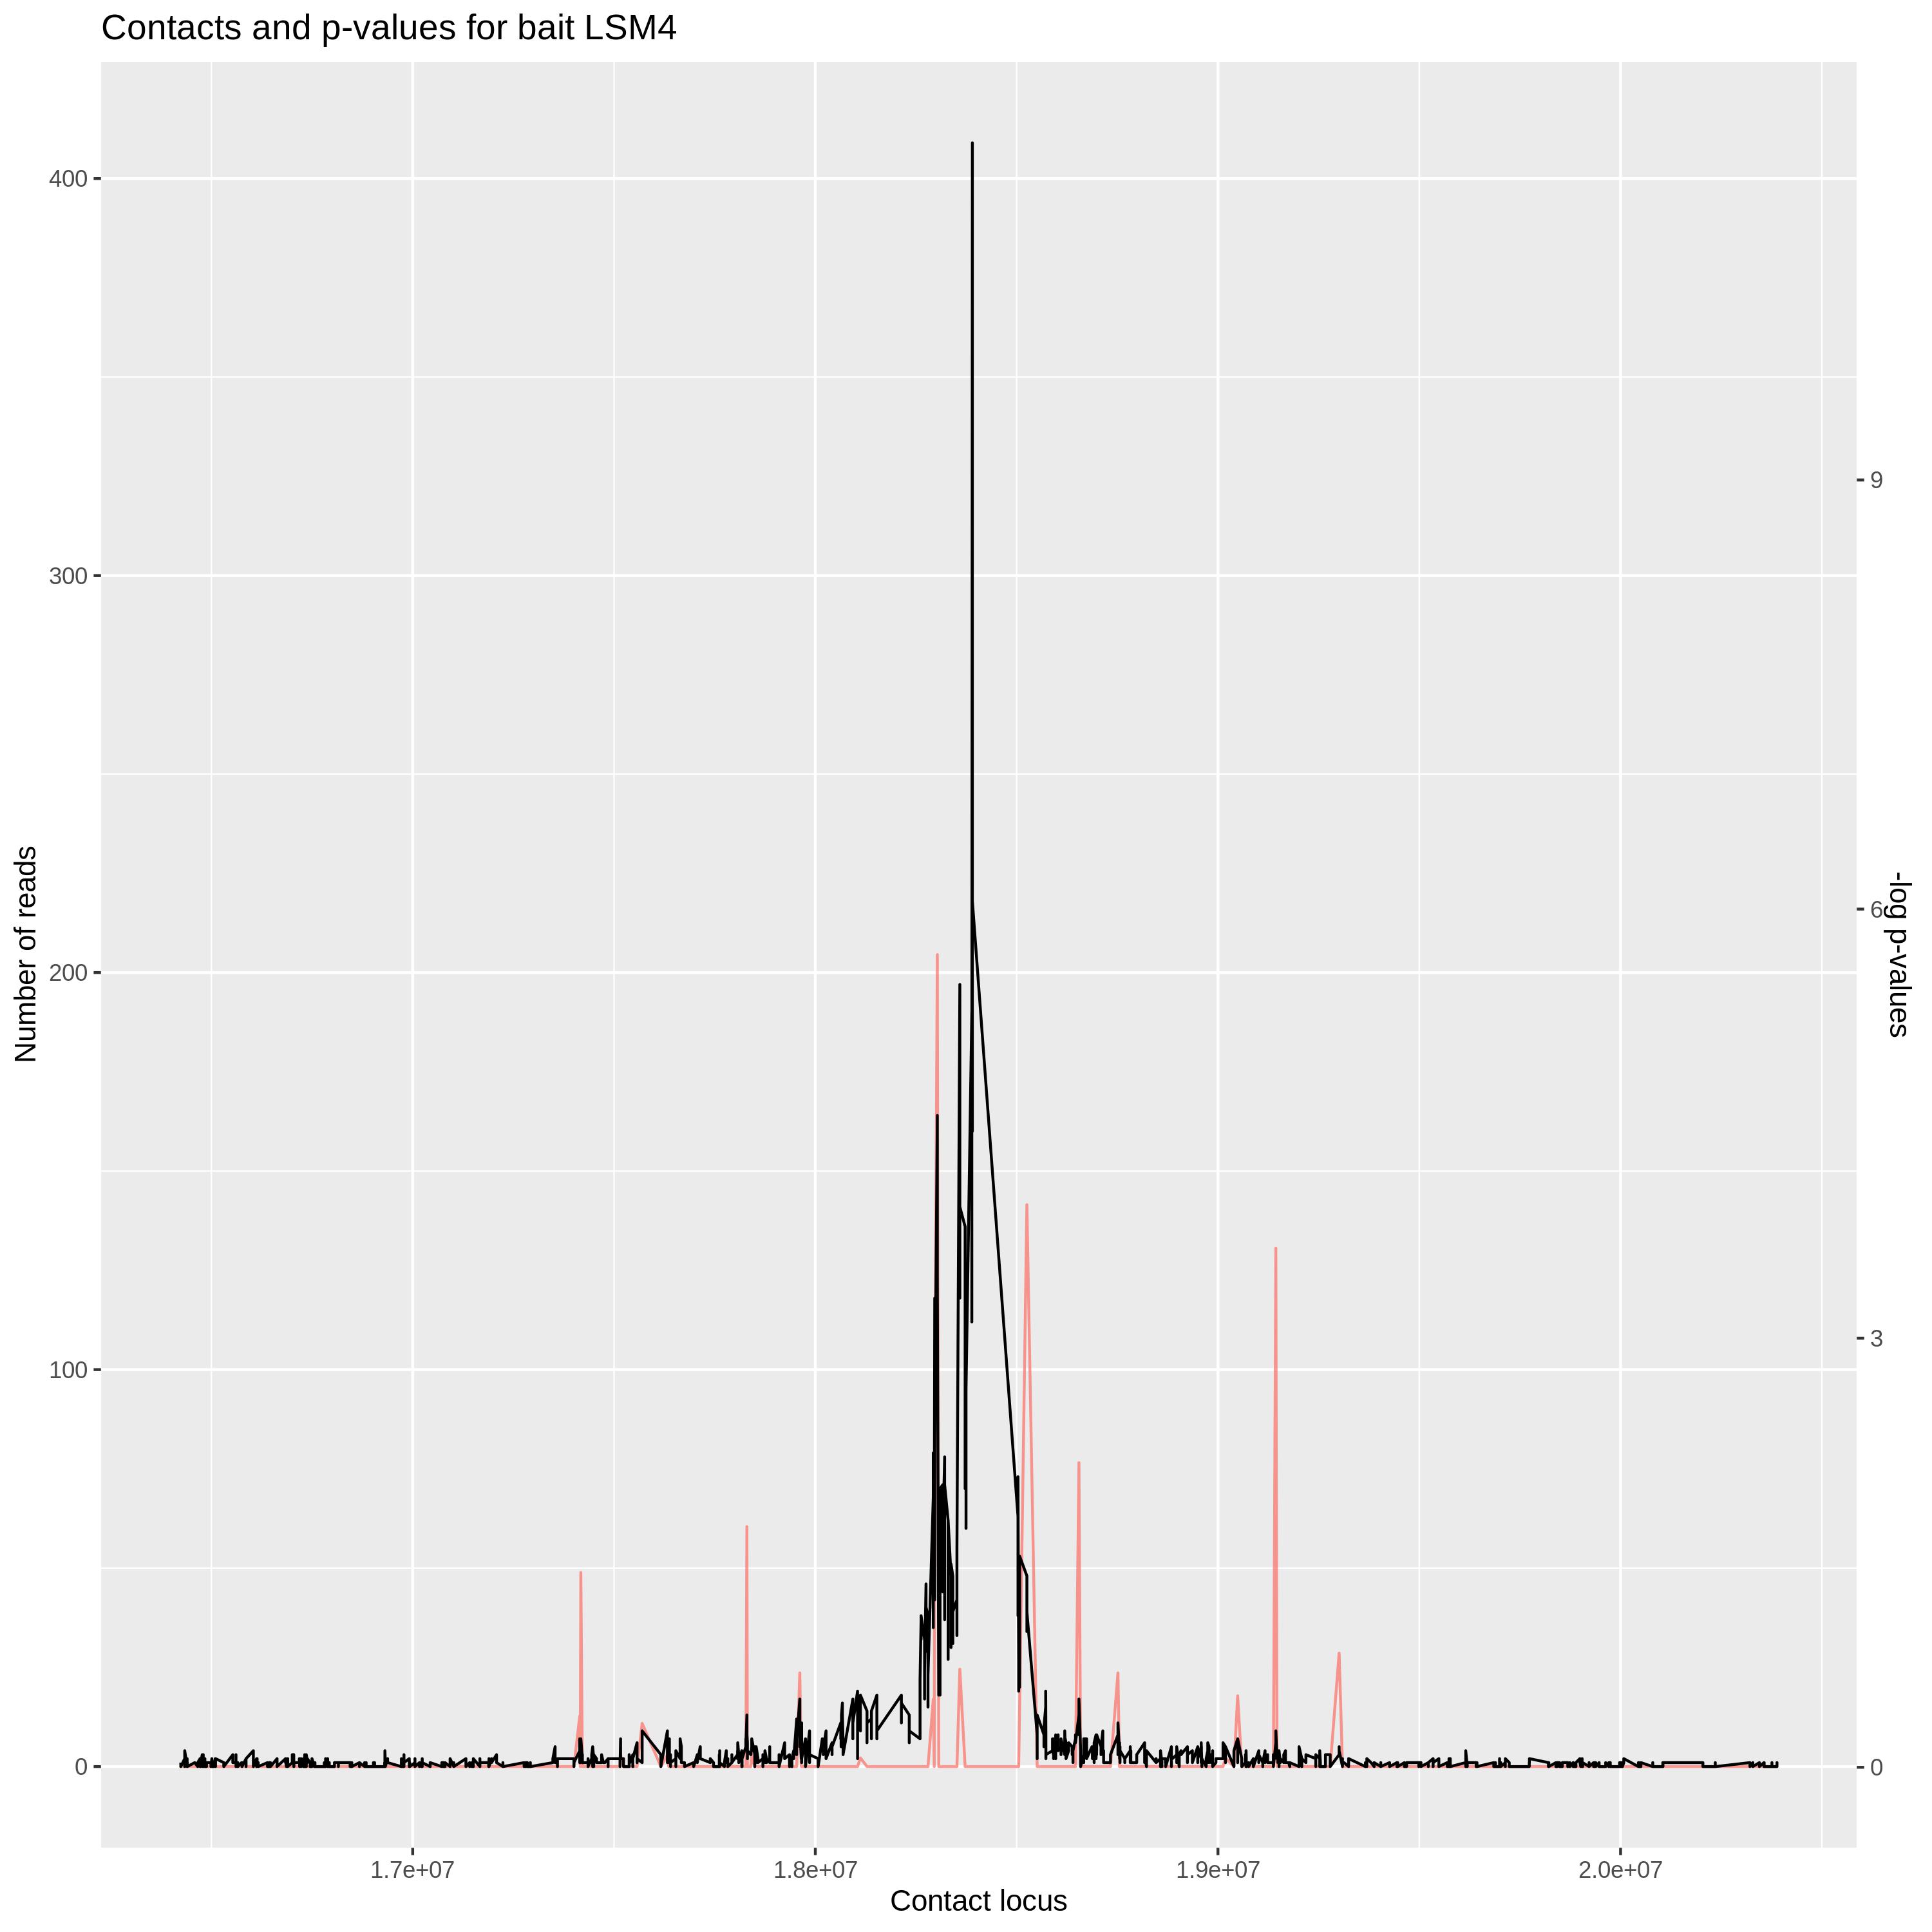 Contacts and p-values for bait LSM4
400
300
200
100
0
Number of reads
9
6
3
0
-log p-values
1.7e+07
1.8e+07
1.9e+07
2.0e+07
Contact locus